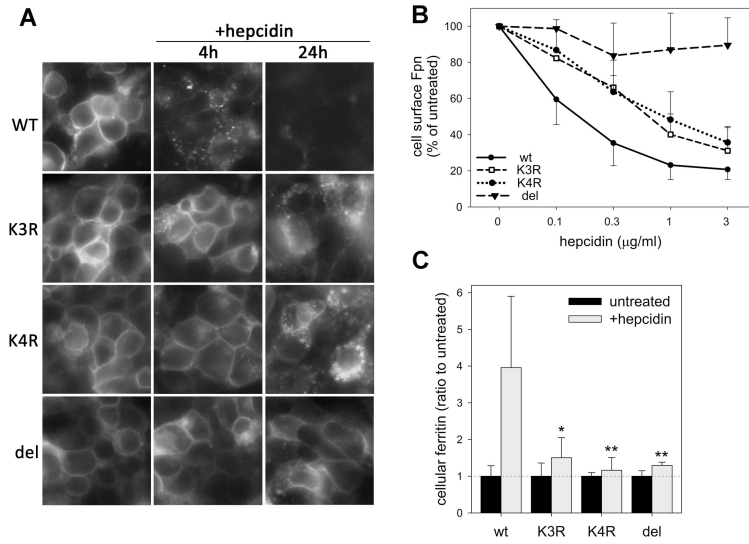 A
+hepcidin
4h
24h
WT
K3R
K4R
del
B
cell surface Fpn
(% of untreated)
100
80
60
40
20
0
wt
K3R
K4R
del
0
0.1
0.3
1
3
hepcidin (μg/ml)
C
cellular ferritin (ratio to untreated)
6
5
4
3
2
1
0
untreated
+hepcidin
*
**
**
wt
K3R
K4R
del